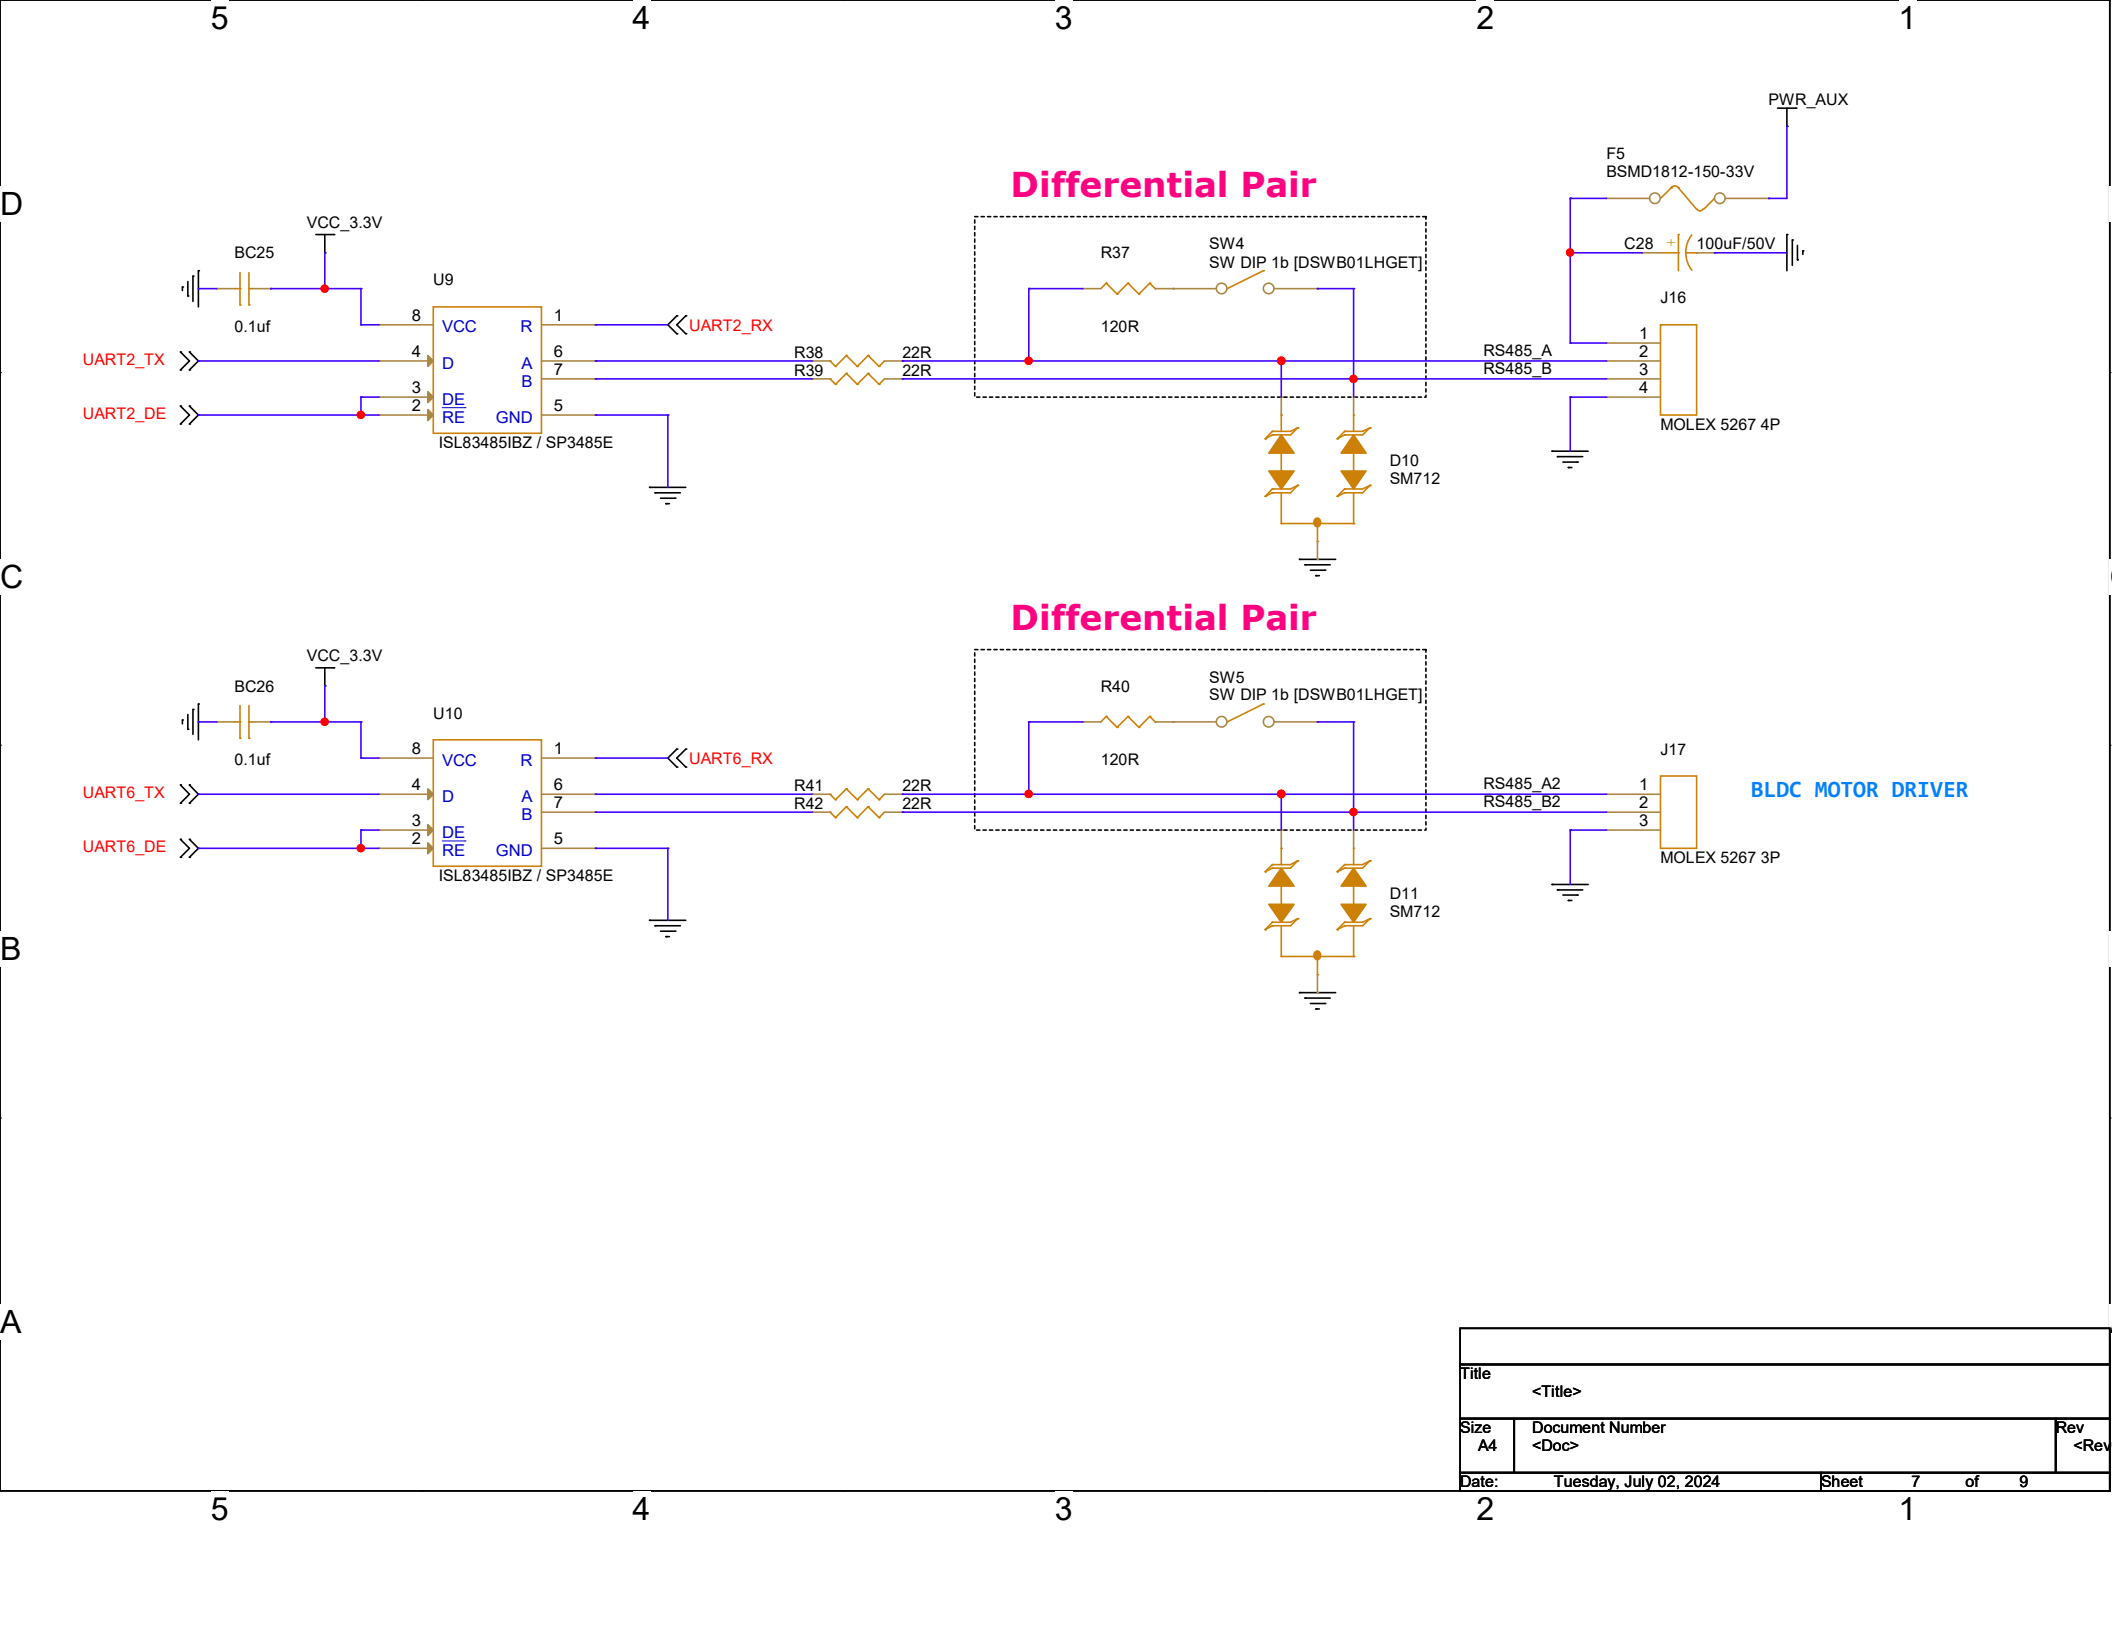 5 4 3 2 1
D
C
B
A
PWR_AUX
F5
BSMD1812-150-33V
C28
+
100uF/50V
Differential Pair
VCC_3.3V
BC25
0.1uf
U9
8 VCC
4 D
3 DE
2 RE
R 1
A 6
B 7
GND 5
ISL83485IBZ / SP3485E
UART2_TX
UART2_DE
UART2_RX
R38 22R
R39 22R
R37
120R
SW4
SW DIP 1b [DSWB01LHGET]
RS485_A
RS485_B
J16
1
2
3
4
MOLEX 5267 4P
D10
SM712
Differential Pair
VCC_3.3V
BC26
0.1uf
U10
8 VCC
4 D
3 DE
2 RE
R 1
A 6
B 7
GND 5
ISL83485IBZ / SP3485E
UART6_TX
UART6_DE
UART6_RX
R41 22R
R42 22R
R40
120R
SW5
SW DIP 1b [DSWB01LHGET]
RS485_A2
RS485_B2
J17
1
2
3
MOLEX 5267 3P
BLDC MOTOR DRIVER
D11
SM712
Title
<Title>
Size
A4
Document Number
<Doc>
Rev
<Rev
Date: Tuesday, July 02, 2024
Sheet 7 of 9
5 4 3 2 1